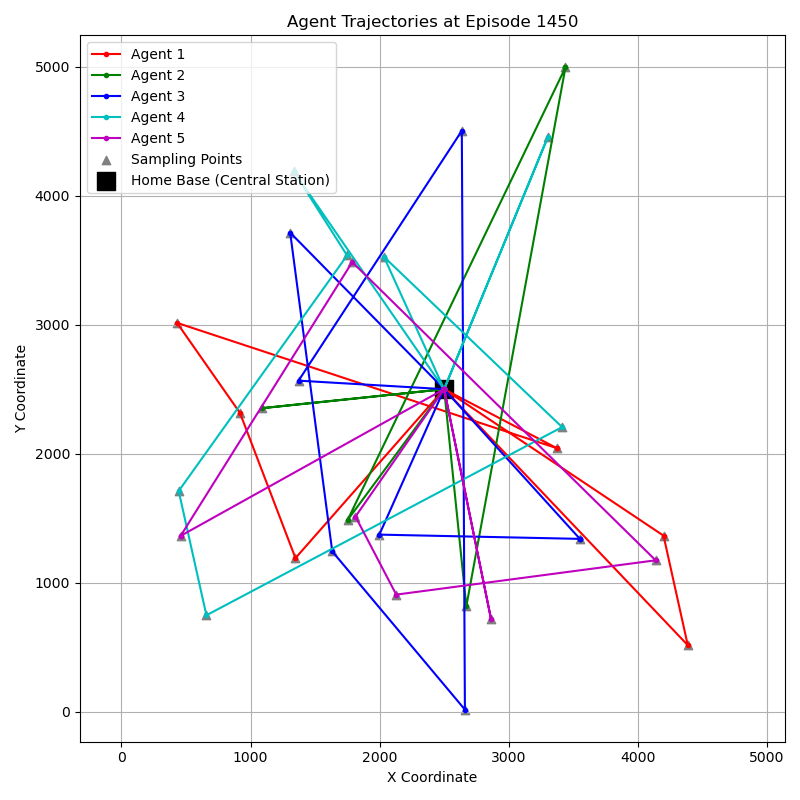 Agent Trajectories at Episode 1450
Agent 1
Agent 2
Agent 3
Agent 4
Agent 5
Sampling Points
Home Base (Central Station)
5000
4000
3000
2000
1000
0
Y Coordinate
0 1000 2000 3000 4000 5000
X Coordinate